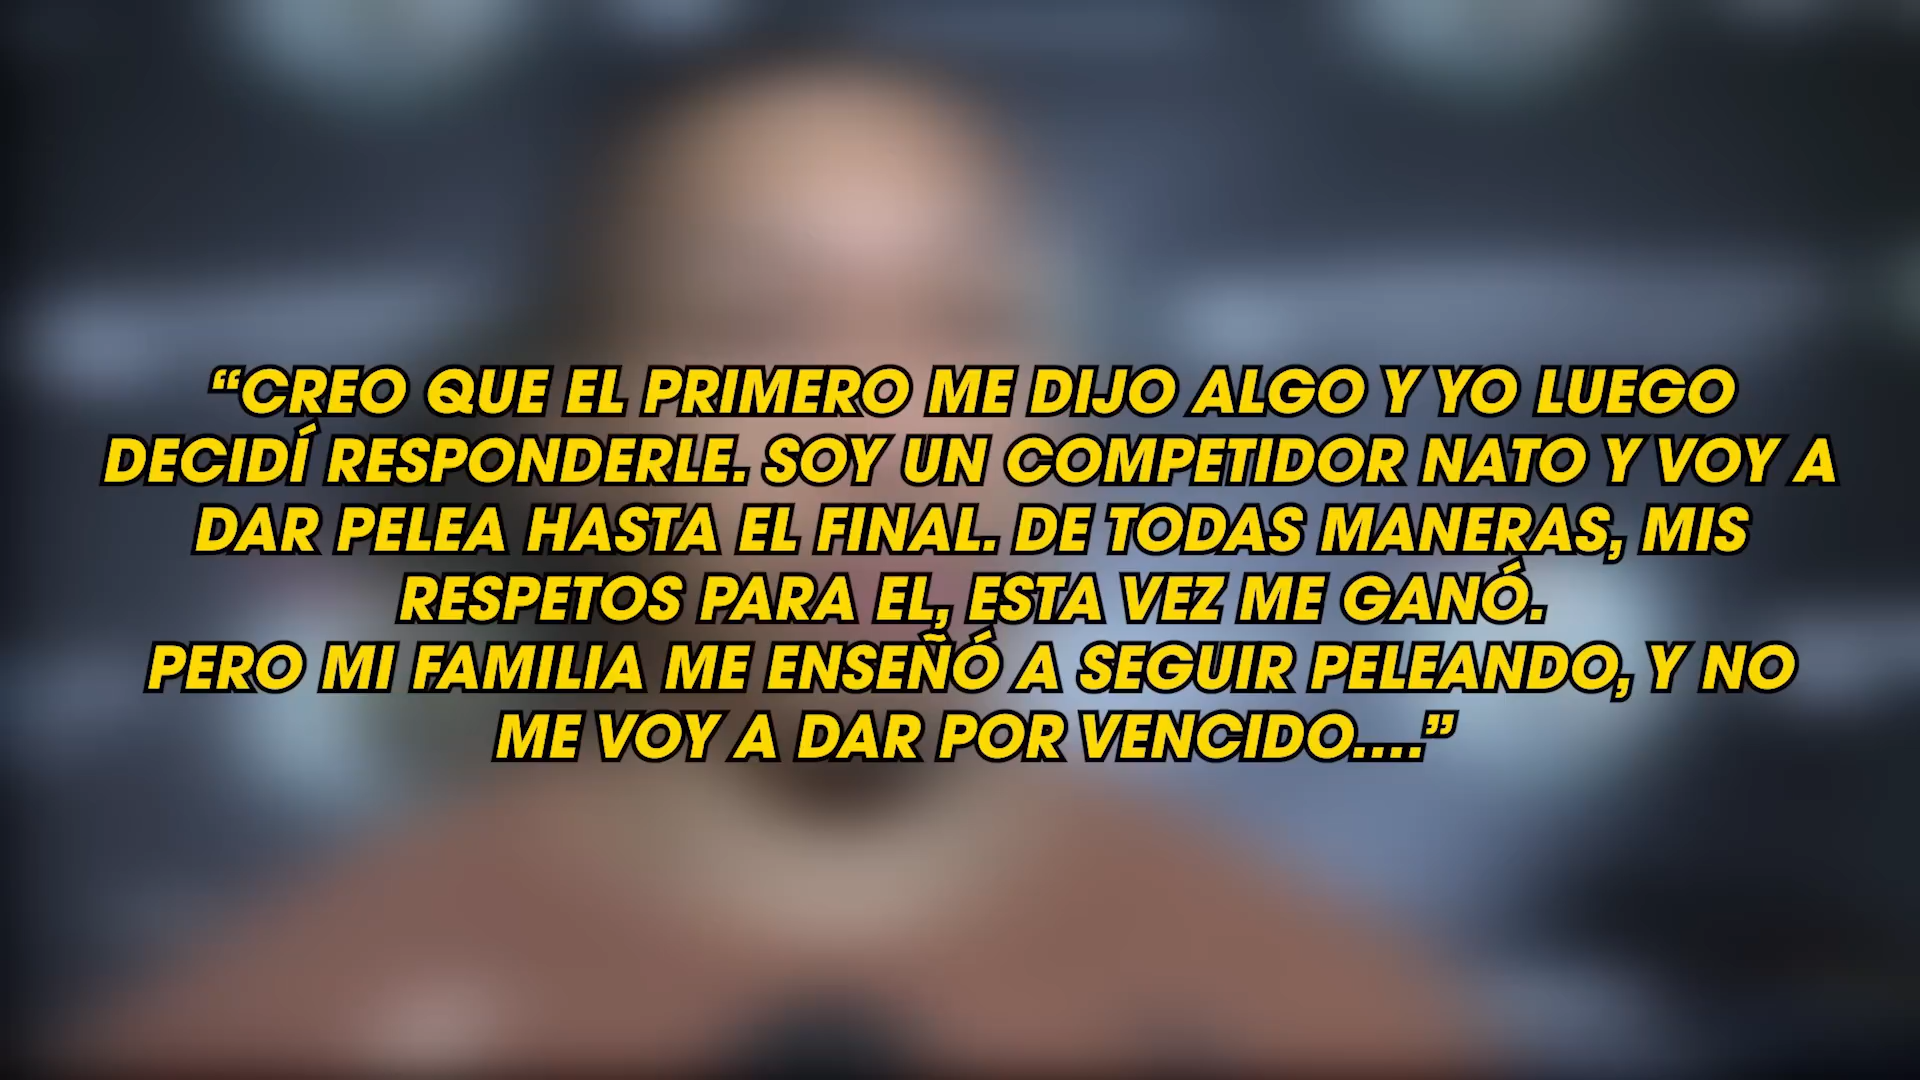 “CREO QUE EL PRIMERO ME DIJO ALGO Y YO LUEGO
DECIDÍ RESPONDERLE. SOY UN COMPETIDOR NATO Y VOY A
DAR PELEA HASTA EL FINAL. DE TODAS MANERAS, MIS
RESPETOS PARA EL, ESTA VEZ ME GANÓ.
PERO MI FAMILIA ME ENSEÑÓ A SEGUIR PELEANDO, Y NO
ME VOY A DAR POR VENCIDO....”